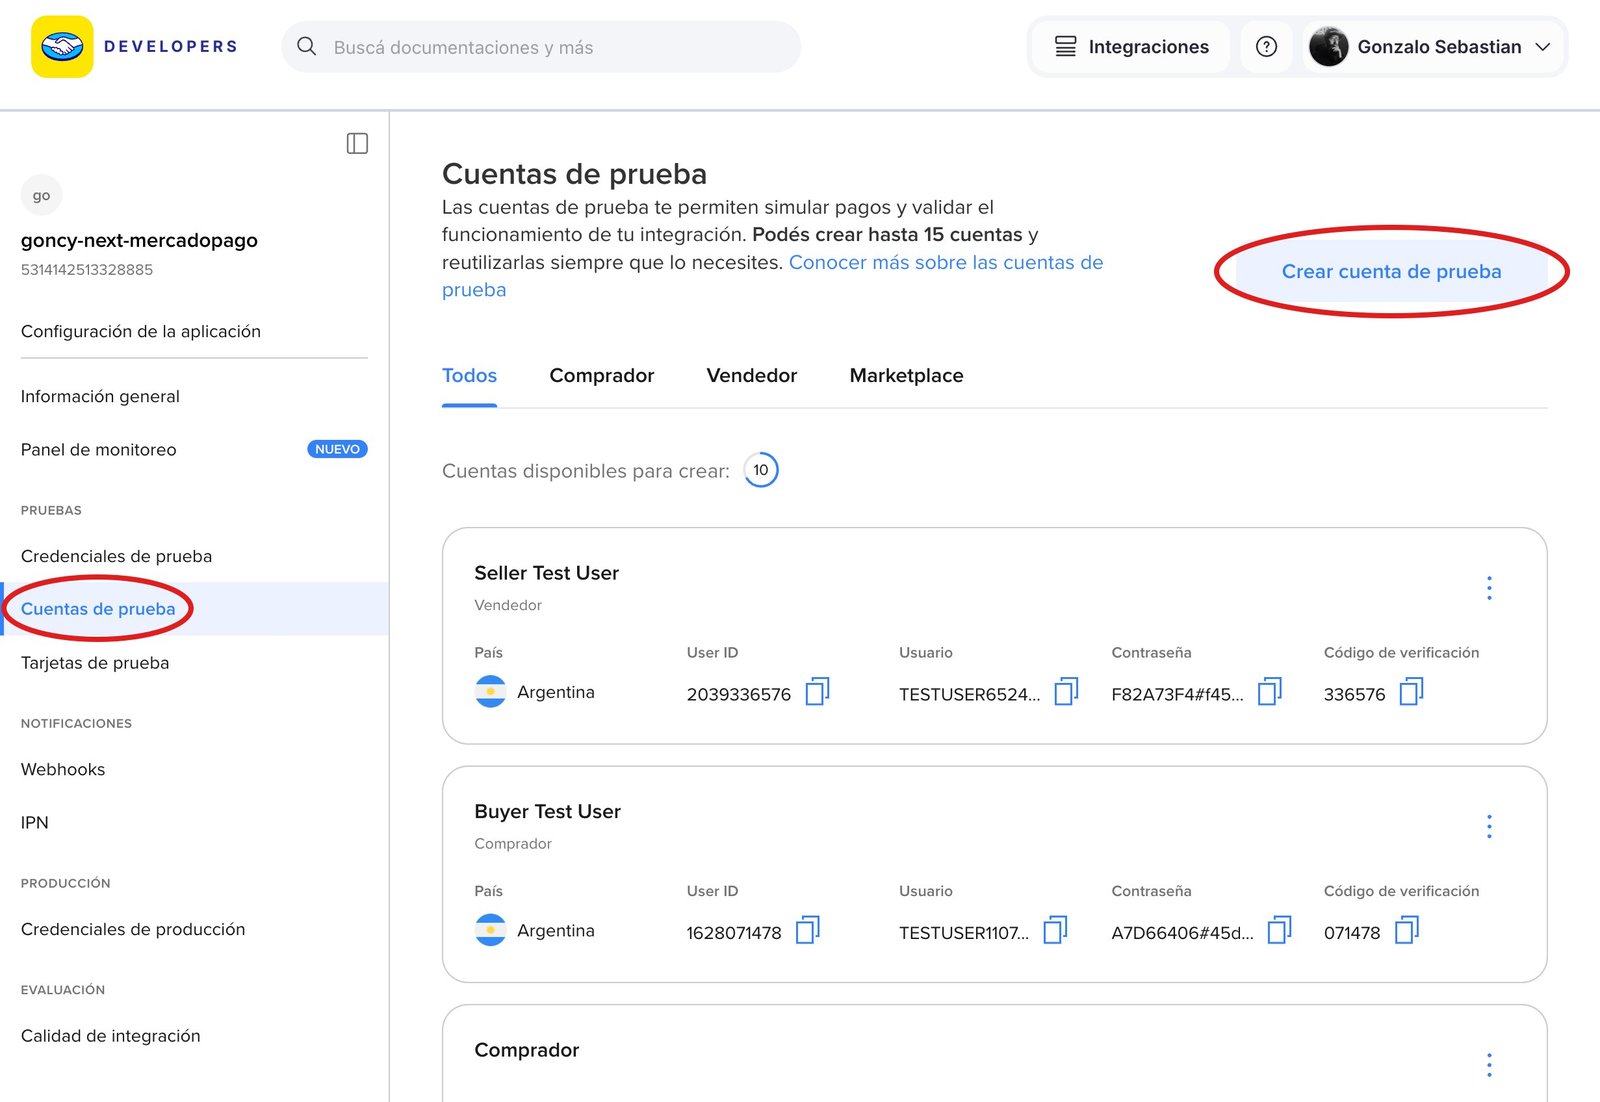 DEVELOPERS
Buscá documentaciones y más
Integraciones
Gonzalo Sebastian
go
goncy-next-mercadopago
5314142513328885
Configuración de la aplicación
Información general
Panel de monitoreo
NUEVO
PRUEBAS
Credenciales de prueba
Cuentas de prueba
Tarjetas de prueba
NOTIFICACIONES
Webhooks
IPN
PRODUCCIÓN
Credenciales de producción
EVALUACIÓN
Calidad de integración
Cuentas de prueba
Las cuentas de prueba te permiten simular pagos y validar el
funcionamiento de tu integración. Podés crear hasta 15 cuentas y
reutilizarlas siempre que lo necesites. Conocer más sobre las cuentas de
prueba
Crear cuenta de prueba
Todos Comprador Vendedor Marketplace
Cuentas disponibles para crear: 10
Seller Test User
Vendedor
País User ID Usuario Contraseña Código de verificación
Argentina 2039336576 TESTUSER6524... F82A73F4#f45... 336576
Buyer Test User
Comprador
País User ID Usuario Contraseña Código de verificación
Argentina 1628071478 TESTUSER1107... A7D66406#45d... 071478
Comprador